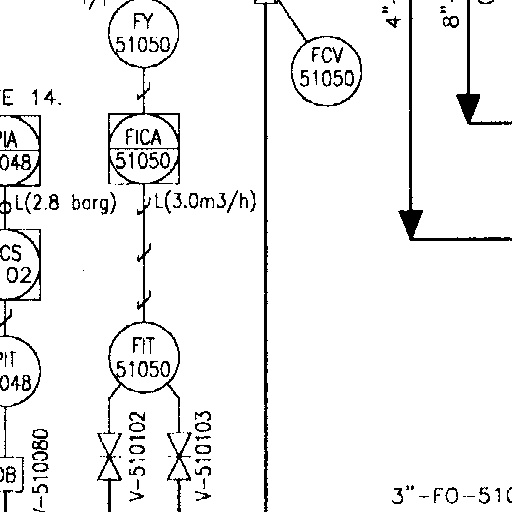 FY
51050
FCV
51050
4"-
8"-
E 14.
FICA
51050
PIA
048
L(2.8 barg)
L(3.0m3/h)
CS
02
FIT
51050
PIT
048
V-510102
V-510103
V-510080
OB
3"-FO-510